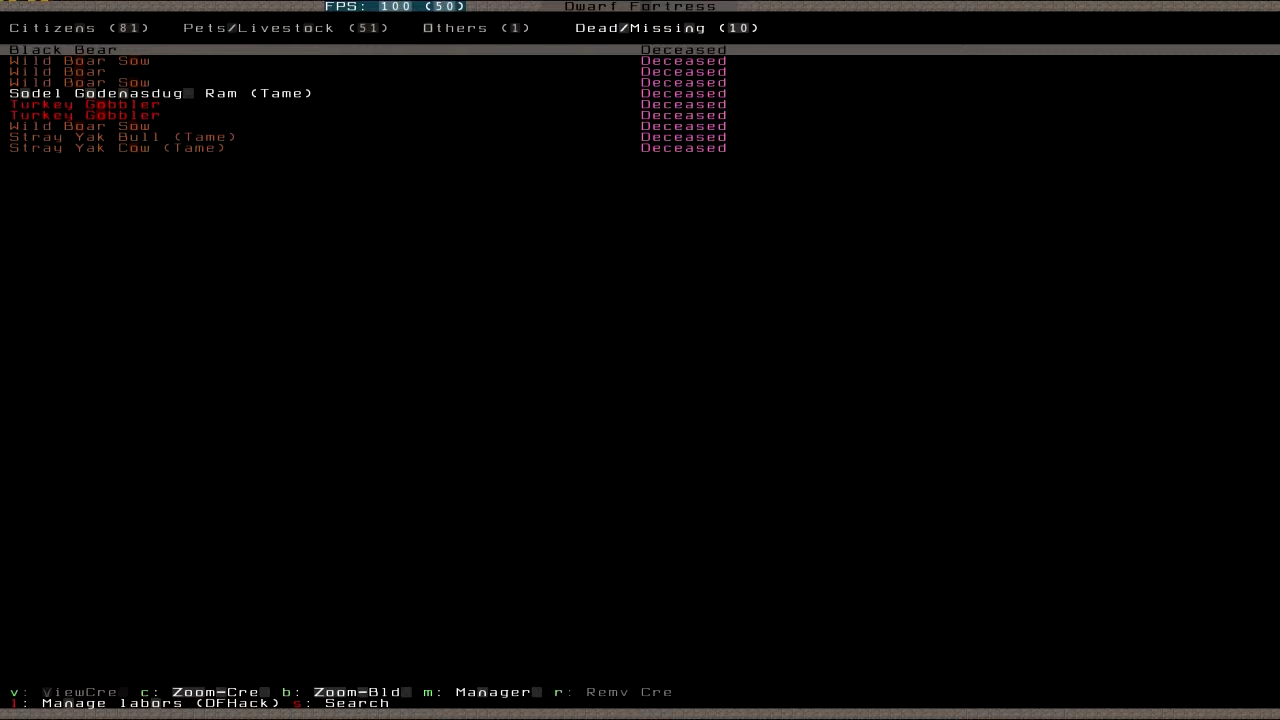 FPS: 100 (50) Dwarf Fortress
Citizens (81) Pets/Livestock (51) Others (1) Dead/Missing (10)
Black Bear Deceased
Wild Boar Sow Deceased
Wild Boar Deceased
Wild Boar Sow Deceased
Sodel Godenasdug Ram (Tame) Deceased
Turkey Gobbler Deceased
Turkey Gobbler Deceased
Wild Boar Sow Deceased
Stray Yak Bull (Tame) Deceased
Stray Yak Cow (Tame) Deceased
v: ViewCre c: Zoom-Cre b: Zoom-Bld m: Manager r: Remv Cre
l: Manage labors (DFHack) s: Search